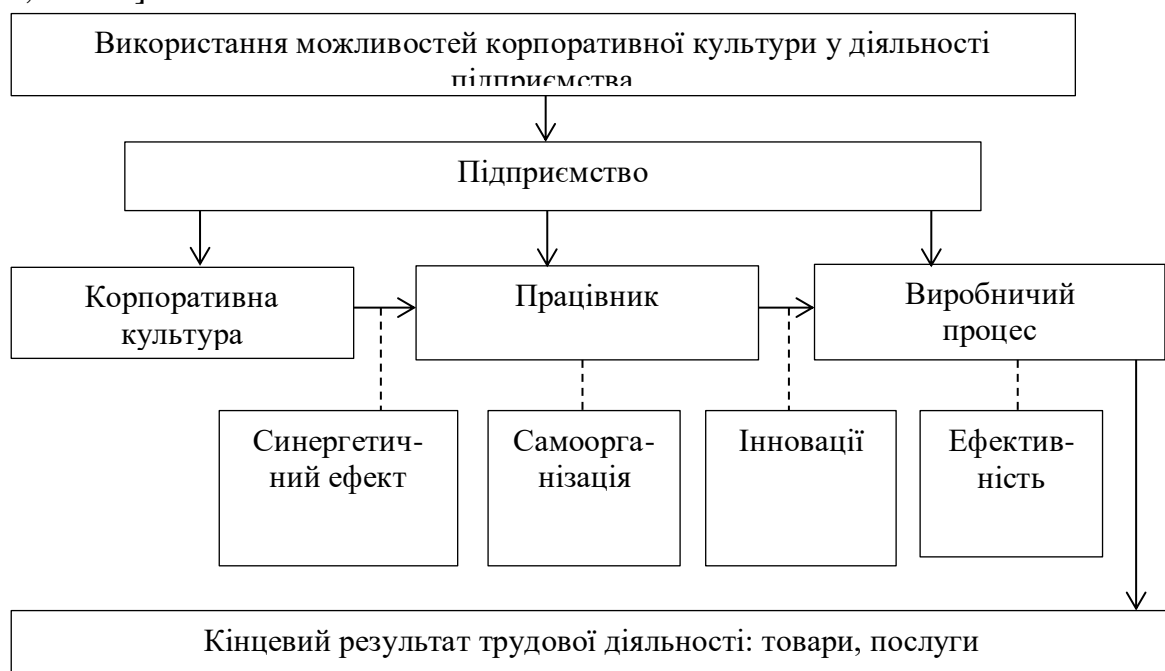 Використання можливостей корпоративної культури у діяльності
підприємства
Підприємство
Корпоративна
культура
Працівник
Виробничий
процес
Синергетич-
ний ефект
Самоорга-
нізація
Інновації
Ефектив-
ність
Кінцевий результат трудової діяльності: товари, послуги